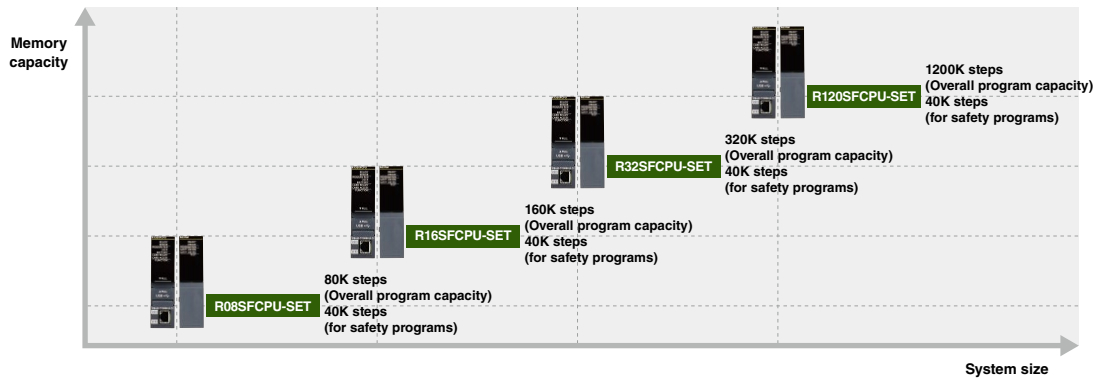 Memory
capacity
1200K steps
(Overall program capacity)
R120SFCPU-SET
40K steps
(for safety programs)
320K steps
(Overall program capacity)
R32SFCPU-SET
40K steps
(for safety programs)
160K steps
(Overall program capacity)
R16SFCPU-SET
40K steps
(for safety programs)
80K steps
(Overall program capacity)
R08SFCPU-SET
40K steps
(for safety programs)
System size